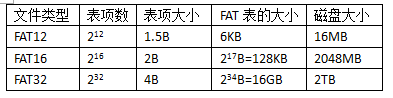 文件类型 表项数 表项大小 FAT 表的大小 磁盘大小
FAT12 2¹² 1.5B 6KB 16MB
FAT16 2¹⁶ 2B 2¹⁷B=128KB 2048MB
FAT32 2³² 4B 2³⁴B=16GB 2TB